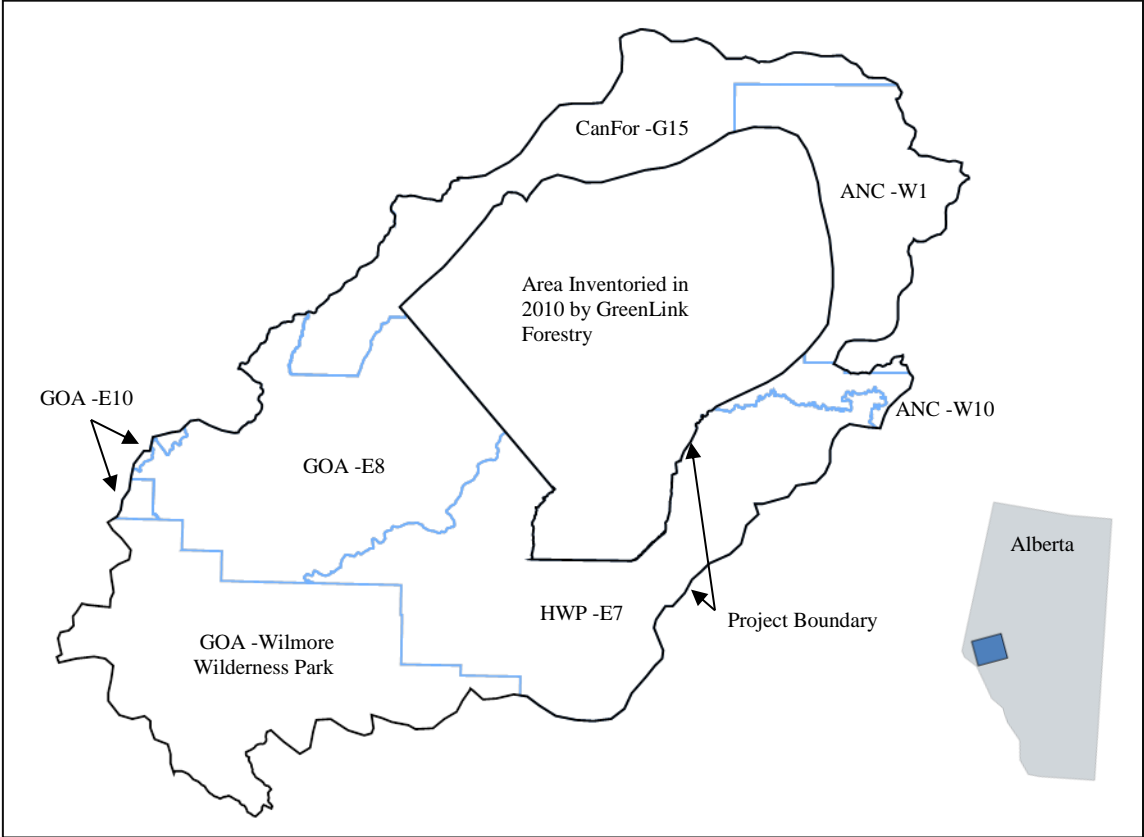 CanFor -G15
ANC -W1
Area Inventoried in
2010 by GreenLink
Forestry
GOA -E10
ANC -W10
GOA -E8
Alberta
HWP -E7
Project Boundary
GOA -Wilmore
Wilderness Park